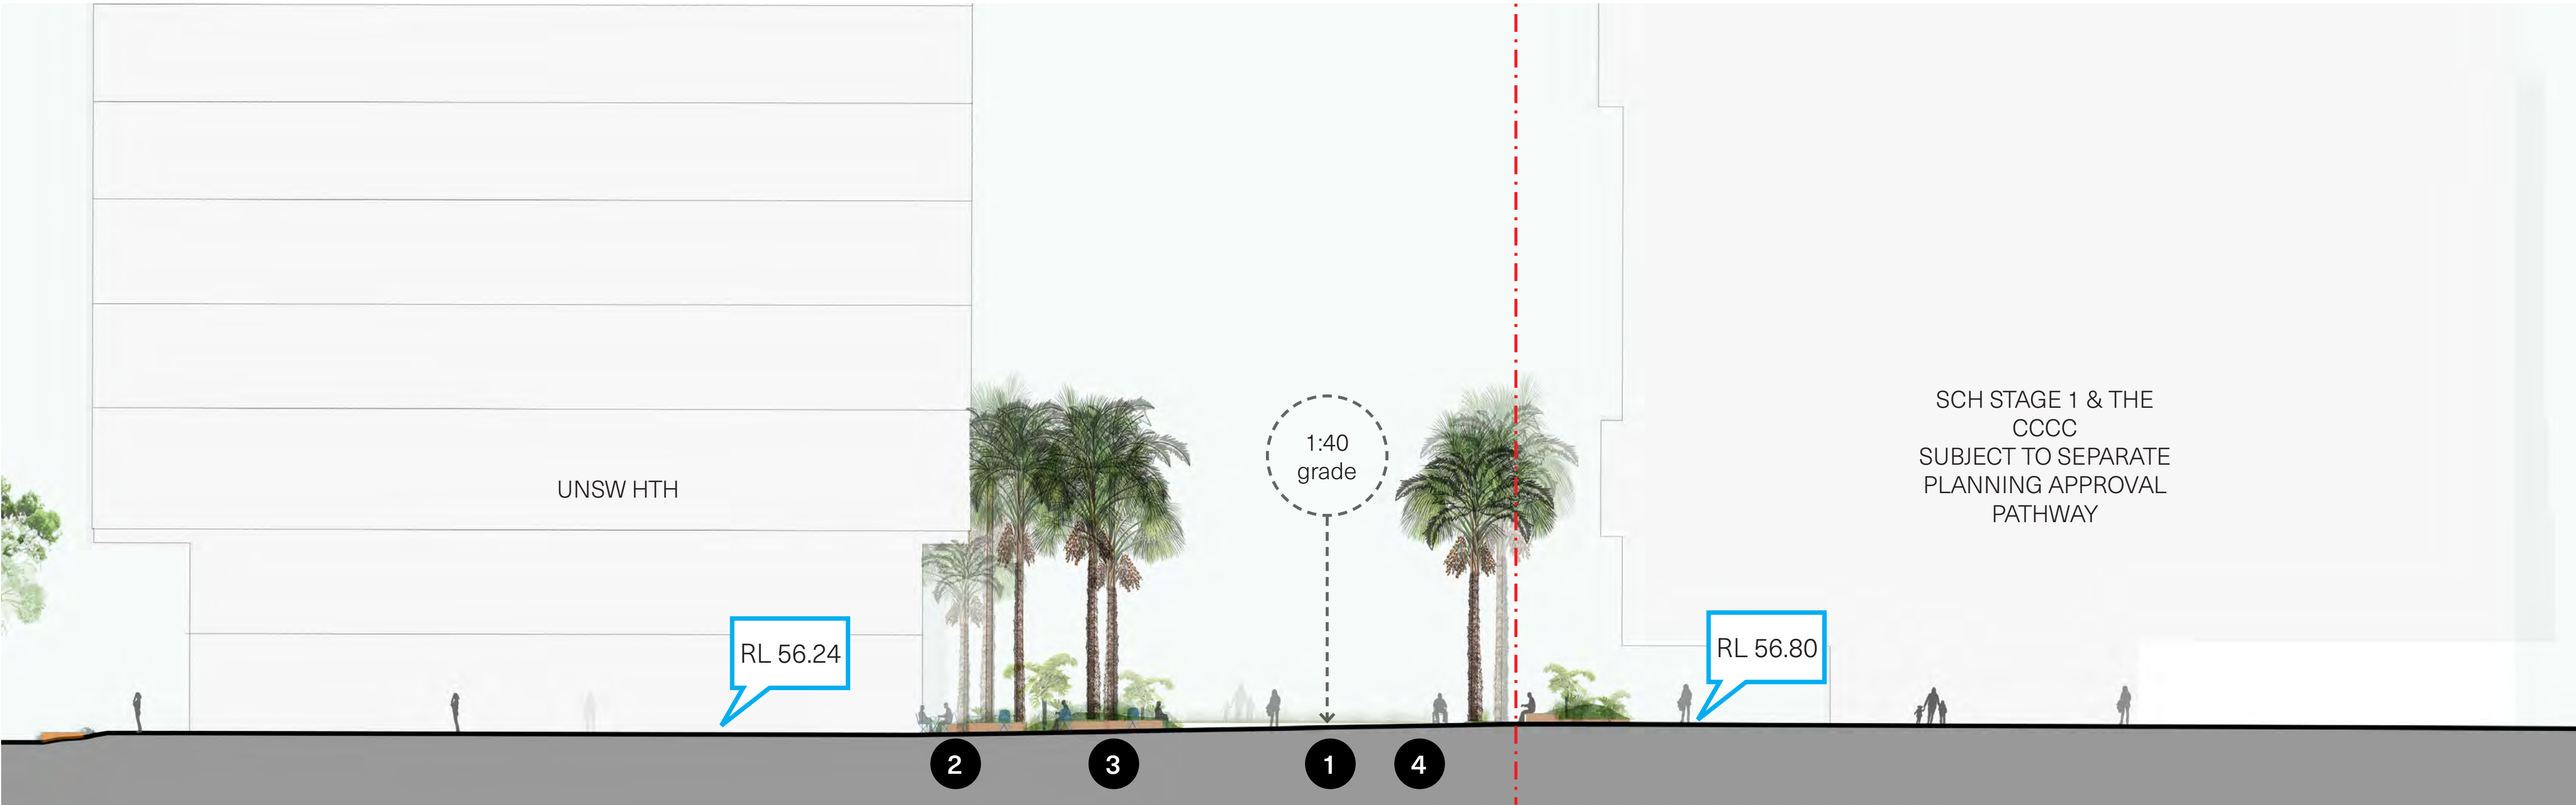 1:40
grade
UNSW HTH
SCH STAGE 1 & THE
CCCC
SUBJECT TO SEPARATE
PLANNING APPROVAL
PATHWAY
RL 56.24
RL 56.80
2
3
1
4